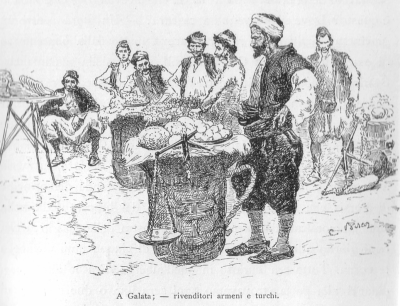 A Galata; — rivenditori armeni e turchi.